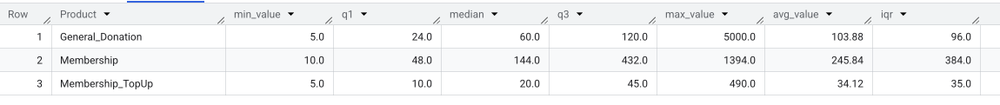 Row Product min_value q1 median q3 max_value avg_value iqr
1 General_Donation 5.0 24.0 60.0 120.0 5000.0 103.88 96.0
2 Membership 10.0 48.0 144.0 432.0 1394.0 245.84 384.0
3 Membership_TopUp 5.0 10.0 20.0 45.0 490.0 34.12 35.0